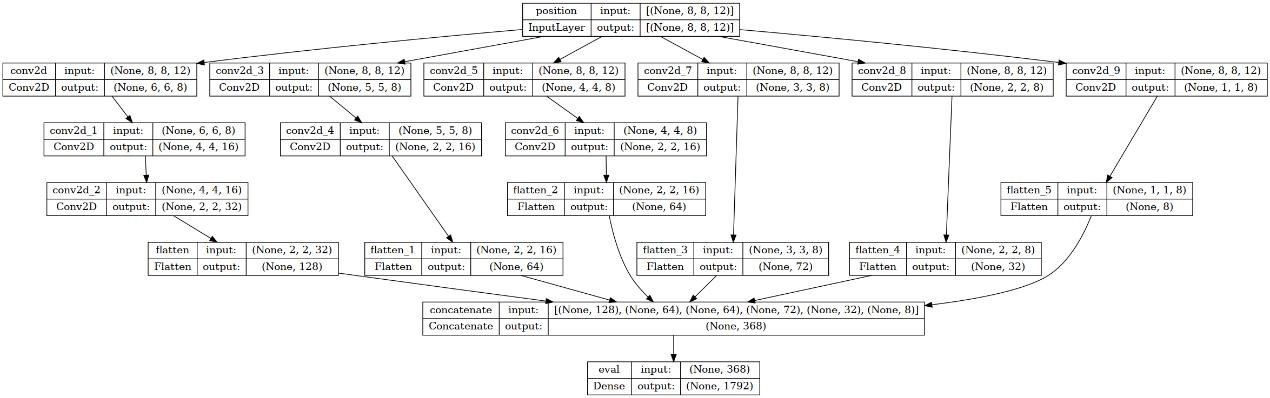 position input: [(None, 8, 8, 12)]
InputLayer output: [(None, 8, 8, 12)]
conv2d input: (None, 8, 8, 12)
Conv2D output: (None, 6, 6, 8)
conv2d_3 input: (None, 8, 8, 12)
Conv2D output: (None, 5, 5, 8)
conv2d_5 input: (None, 8, 8, 12)
Conv2D output: (None, 4, 4, 8)
conv2d_7 input: (None, 8, 8, 12)
Conv2D output: (None, 3, 3, 8)
conv2d_8 input: (None, 8, 8, 12)
Conv2D output: (None, 2, 2, 8)
conv2d_9 input: (None, 8, 8, 12)
Conv2D output: (None, 1, 1, 8)
conv2d_1 input: (None, 6, 6, 8)
Conv2D output: (None, 4, 4, 16)
conv2d_4 input: (None, 5, 5, 8)
Conv2D output: (None, 2, 2, 16)
conv2d_6 input: (None, 4, 4, 8)
Conv2D output: (None, 2, 2, 16)
conv2d_2 input: (None, 4, 4, 16)
Conv2D output: (None, 2, 2, 32)
flatten_2 input: (None, 2, 2, 16)
Flatten output: (None, 64)
flatten_5 input: (None, 1, 1, 8)
Flatten output: (None, 8)
flatten input: (None, 2, 2, 32)
Flatten output: (None, 128)
flatten_1 input: (None, 2, 2, 16)
Flatten output: (None, 64)
flatten_3 input: (None, 3, 3, 8)
Flatten output: (None, 72)
flatten_4 input: (None, 2, 2, 8)
Flatten output: (None, 32)
concatenate input: [(None, 128), (None, 64), (None, 64), (None, 72), (None, 32), (None, 8)]
Concatenate output: (None, 368)
eval input: (None, 368)
Dense output: (None, 1792)